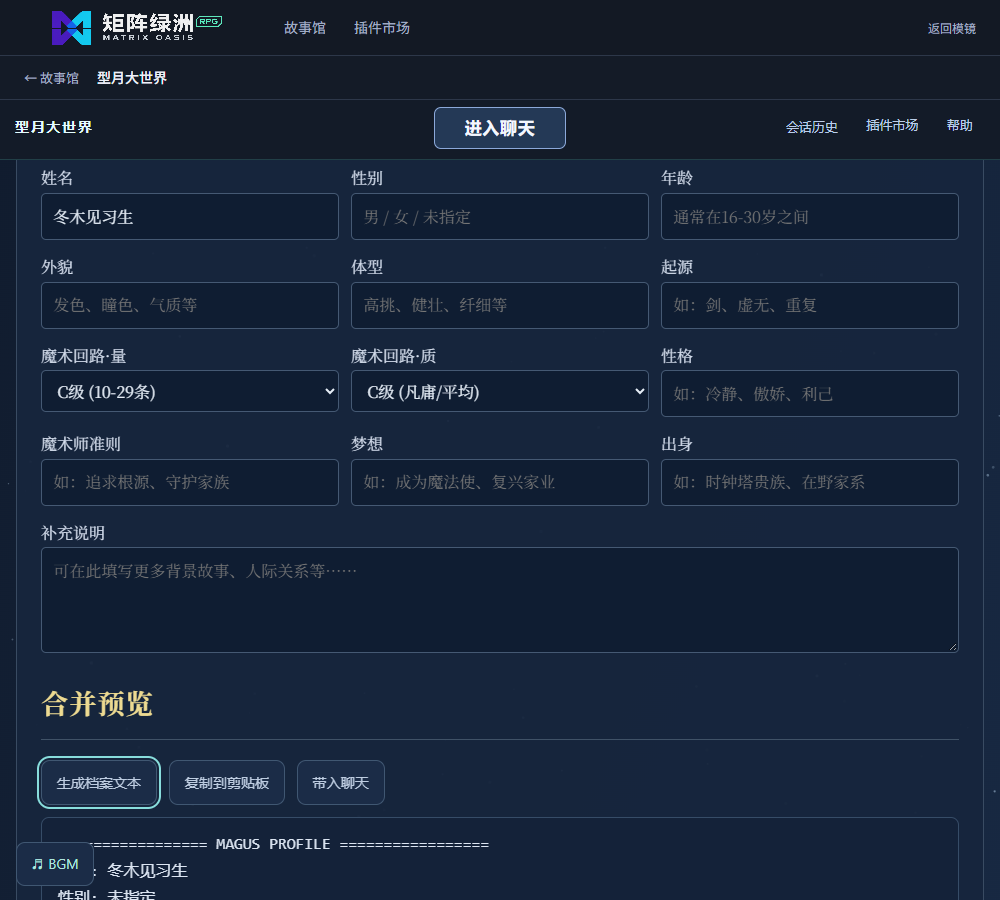 矩阵绿洲 RPG
MATRIX OASIS
故事馆 插件市场 返回模镜
←故事馆 型月大世界
型月大世界 进入聊天 会话历史 插件市场 帮助
姓名 性别 年龄
冬木见习生 男 / 女 / 未指定 通常在16-30岁之间
外貌 体型 起源
发色、瞳色、气质等 高挑、健壮、纤细等 如：剑、虚无、重复
魔术回路·量 魔术回路·质 性格
C级 (10-29条) C级 (凡庸/平均) 如：冷静、傲娇、利己
魔术师准则 梦想 出身
如：追求根源、守护家族 如：成为魔法使、复兴家业 如：时钟塔贵族、在野家系
补充说明
可在此填写更多背景故事、人际关系等……
合并预览
生成档案文本 复制到剪贴板 带入聊天
============= MAGUS PROFILE =================
♬ BGM ：冬木见习生
性别：未指定